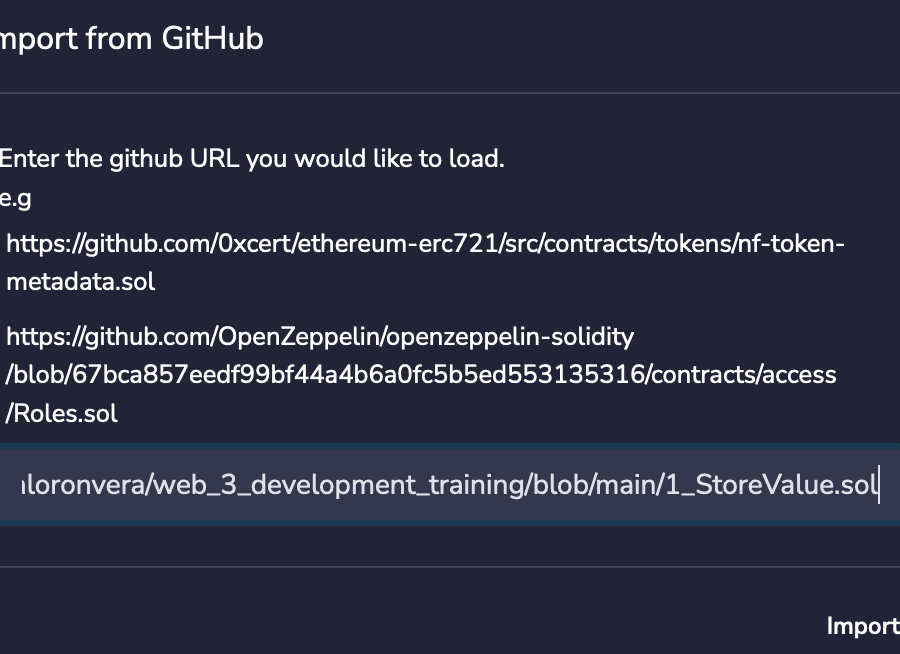 mport from GitHub
Enter the github URL you would like to load.
e.g
https://github.com/0xcert/ethereum-erc721/src/contracts/tokens/nf-token-
metadata.sol
https://github.com/OpenZeppelin/openzeppelin-solidity
/blob/67bca857eedf99bf44a4b6a0fc5b5ed553135316/contracts/access
/Roles.sol
loronvera/web_3_development_training/blob/main/1_StoreValue.sol
Import